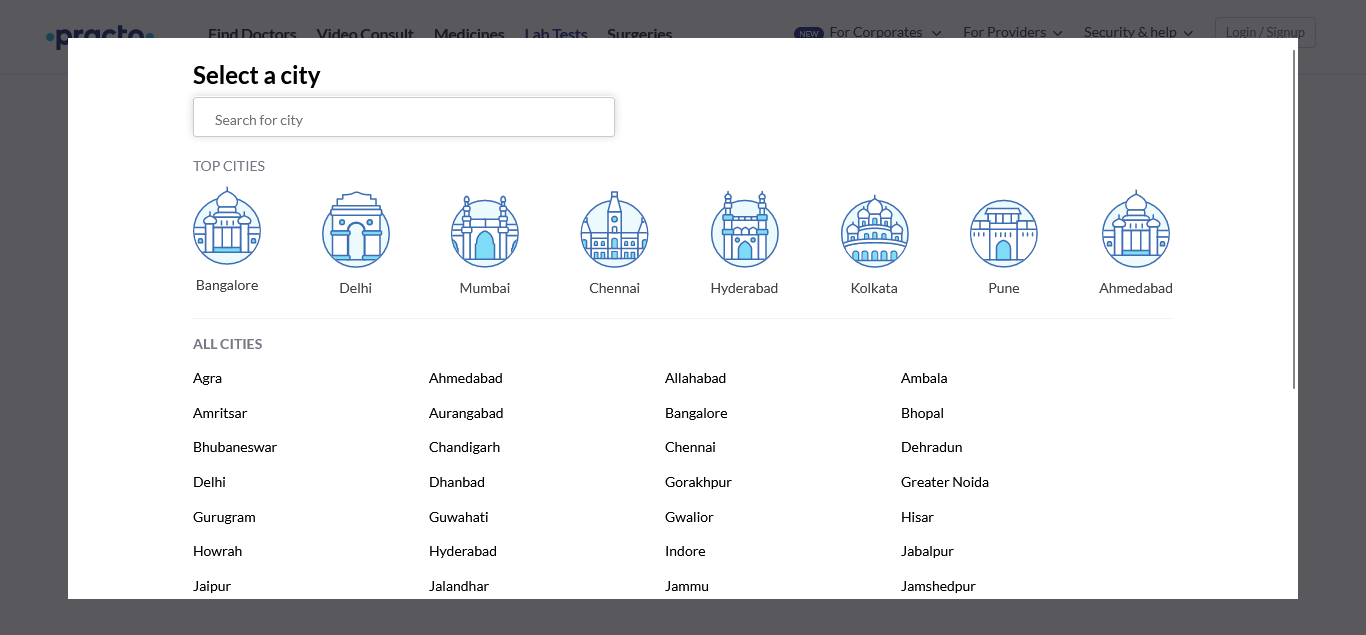 practo Find Doctors Video Consult Medicines Lab Tests Surgeries NEW For Corporates For Providers Security & help Login / Signup
Select a city
Search for city
TOP CITIES
Bangalore Delhi Mumbai Chennai Hyderabad Kolkata Pune Ahmedabad
ALL CITIES
Agra Ahmedabad Allahabad Ambala
Amritsar Aurangabad Bangalore Bhopal
Bhubaneswar Chandigarh Chennai Dehradun
Delhi Dhanbad Gorakhpur Greater Noida
Gurugram Guwahati Gwalior Hisar
Howrah Hyderabad Indore Jabalpur
Jaipur Jalandhar Jammu Jamshedpur